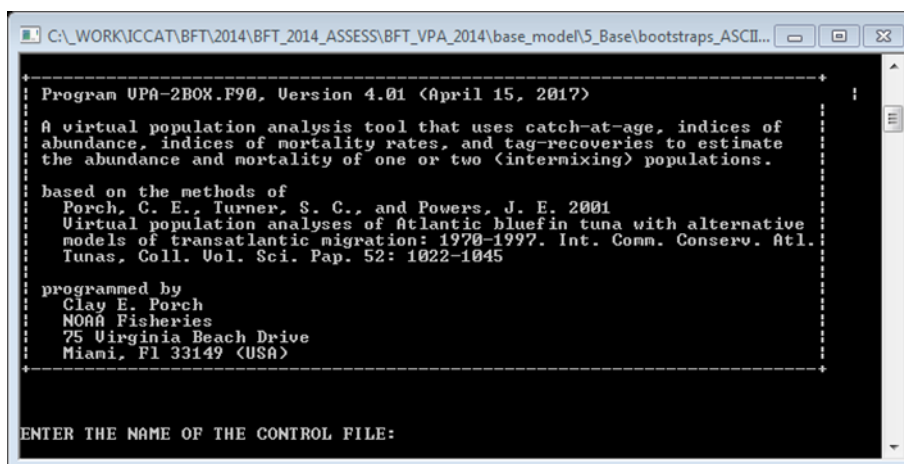 C:\_WORK\ICCAT\BFT\2014\BFT_2014_ASSESS\BFT_VPA_2014\base_model\5_Base\bootstraps_ASCII...
Program VPA-2BOX.F90, Version 4.01 (April 15, 2017)
A virtual population analysis tool that uses catch-at-age, indices of
abundance, indices of mortality rates, and tag-recoveries to estimate
the abundance and mortality of one or two (intermixing) populations.
based on the methods of
Porch, C. E., Turner, S. C., and Powers, J. E. 2001
Virtual population analyses of Atlantic bluefin tuna with alternative
models of transatlantic migration: 1970-1997. Int. Comm. Conserv. Atl.
Tunas, Coll. Vol. Sci. Pap. 52: 1022-1045
programmed by
Clay E. Porch
NOAA Fisheries
75 Virginia Beach Drive
Miami, Fl 33149 (USA)
ENTER THE NAME OF THE CONTROL FILE: